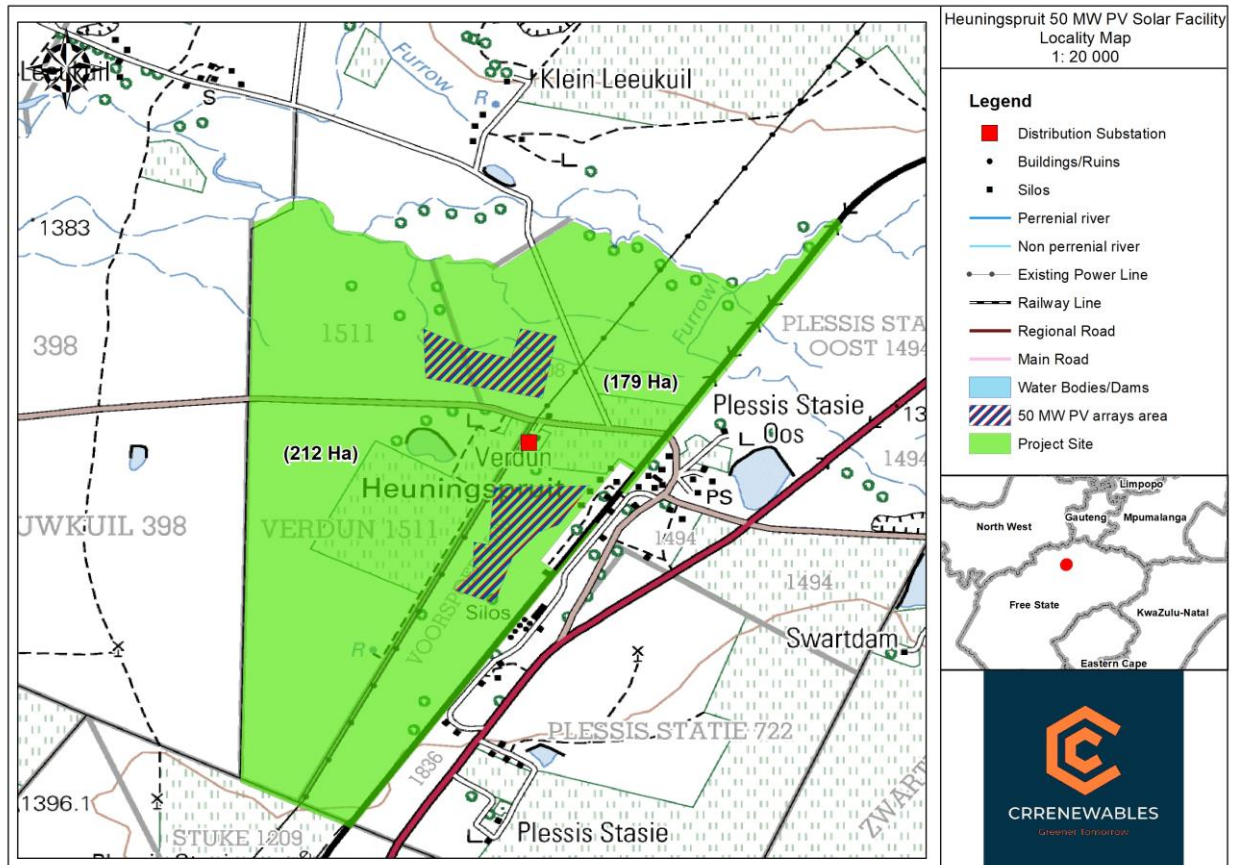 Heuningspruit 50 MW PV Solar Facility
Locality Map
1: 20 000
Legend
Distribution Substation
Buildings/Ruins
Silos
Perrenial river
Non perrenial river
Existing Power Line
Railway Line
Regional Road
Main Road
Water Bodies/Dams
50 MW PV arrays area
Project Site
Leeukuil
S
Furrow
R
Klein Leeukuil
1383
398
1511
Furrow
PLESSIS STA
OOST 1494
(179 Ha)
(212 Ha)
Plessis Stasie
Oos
13
1494
Verdun
Heuningspruit
PS
UWKUIL 398
VERDUN 1511
1494
1494
VOORSPOED
Silos
R
Swartdam
PLESSIS STATIE 722
1836
ZWART
1396.1
STUKE 1209
Plessis Stasie
Limpopo
North West
Gauteng
Mpumalanga
Free State
KwaZulu-Natal
Eastern Cape
CRRENEWABLES
Greener Tomorrow